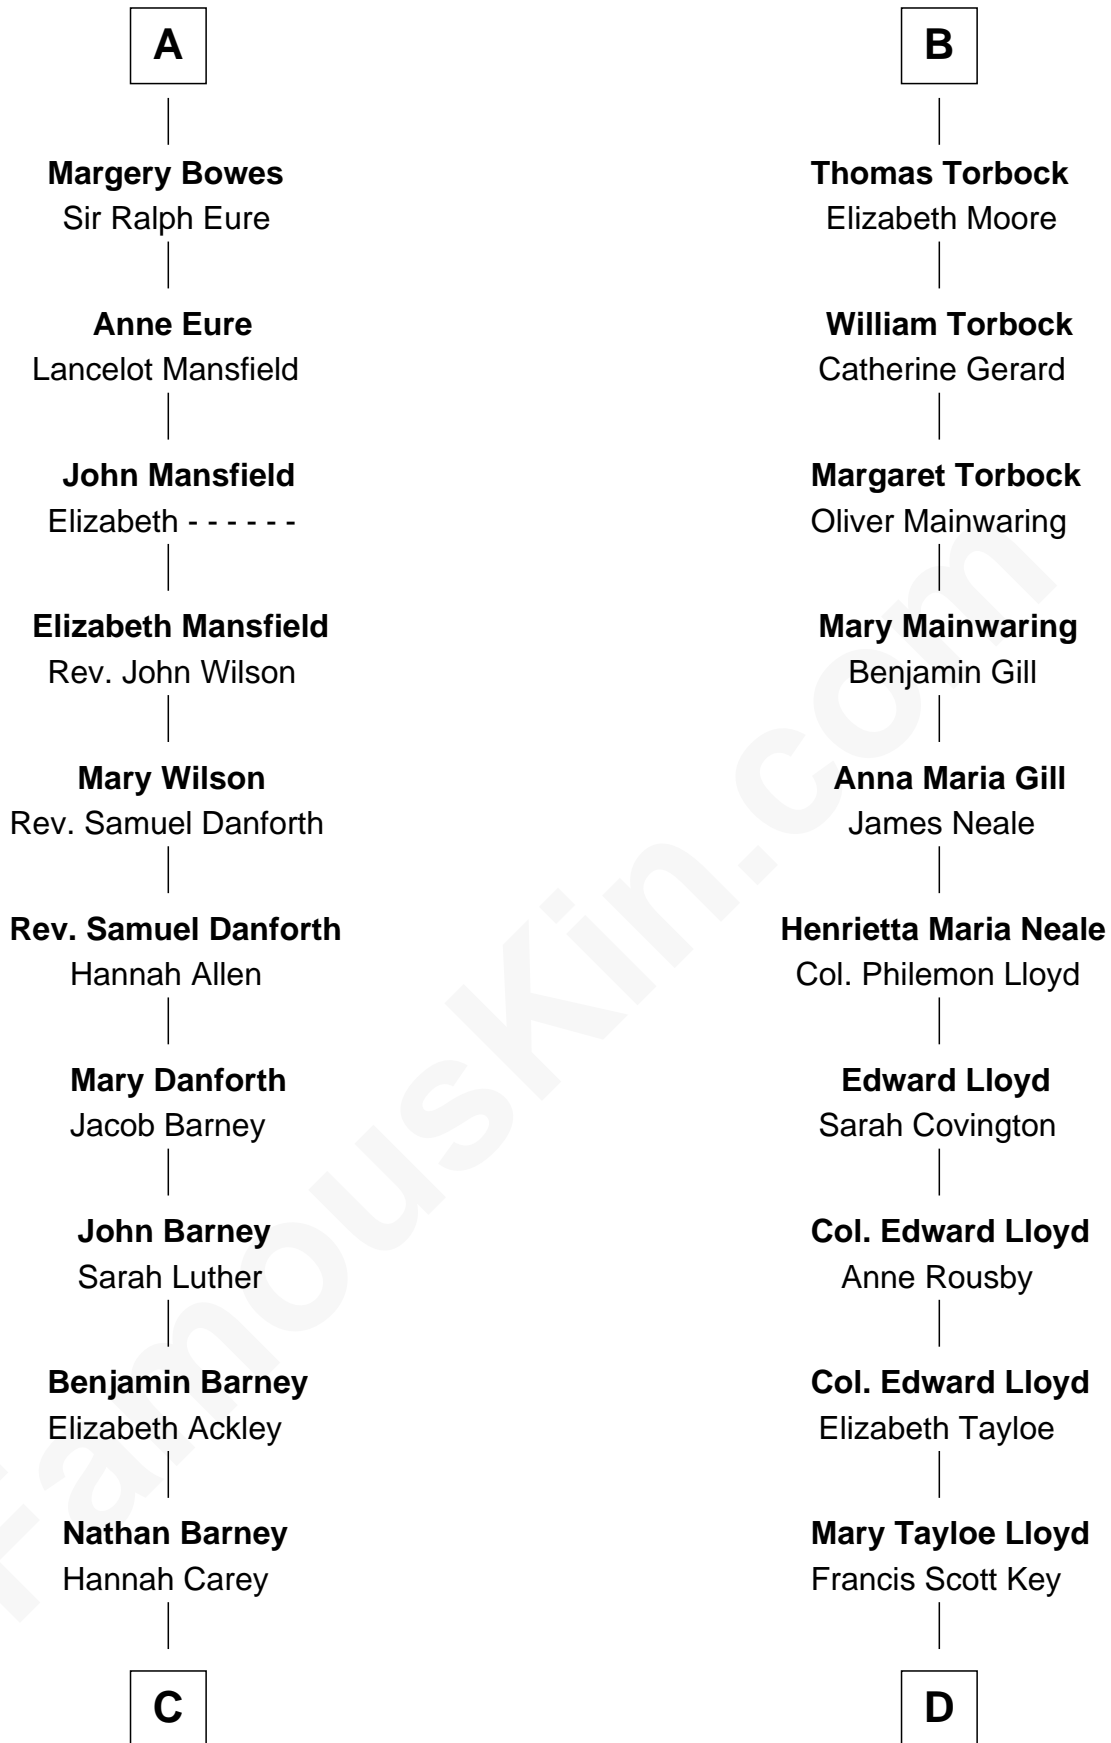 A
Margery Bowes
Sir Ralph Eure
Anne Eure
Lancelot Mansfield
John Mansfield
Elizabeth - - - - - -
Elizabeth Mansfield
Rev. John Wilson
Mary Wilson
Rev. Samuel Danforth
Rev. Samuel Danforth
Hannah Allen
Mary Danforth
Jacob Barney
John Barney
Sarah Luther
Benjamin Barney
Elizabeth Ackley
Nathan Barney
Hannah Carey
C
B
Thomas Torbock
Elizabeth Moore
William Torbock
Catherine Gerard
Margaret Torbock
Oliver Mainwaring
Mary Mainwaring
Benjamin Gill
Anna Maria Gill
James Neale
Henrietta Maria Neale
Col. Philemon Lloyd
Edward Lloyd
Sarah Covington
Col. Edward Lloyd
Anne Rousby
Col. Edward Lloyd
Elizabeth Tayloe
Mary Tayloe Lloyd
Francis Scott Key
D
FamousKin.com